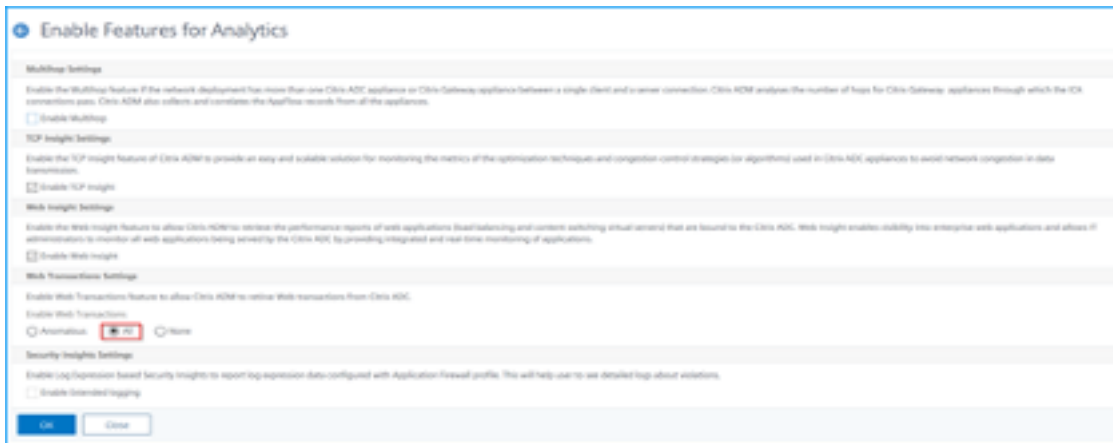 Enable Features for Analytics
Multihop Settings
Enable the Multihop feature if the network deployment has more than one Citrix ADC appliance or Citrix Gateway appliance between a single client and a server connection. Citrix ADM analyses the number of hops for Citrix Gateway appliances through which the ICA
connections pass. Citrix ADM also collects and correlates the AppFlow records from all the appliances.
Enable Multihop
TCP Insight Settings
Enable the TCP Insight feature of Citrix ADM to provide an easy and scalable solution for monitoring the metrics of the optimization techniques and congestion control strategies (or algorithms) used in Citrix ADC appliances to avoid network congestion in data
transmission.
Enable TCP Insight
Web Insight Settings
Enable the Web Insight feature to allow Citrix ADM to retrieve the performance reports of web applications (load balancing and content switching virtual servers) that are bound to the Citrix ADC. Web Insight enables visibility into enterprise web applications and allows IT
administrators to monitor all web applications being served by the Citrix ADC by providing integrated and real-time monitoring of applications.
Enable Web Insight
Web Transactions Settings
Enable Web Transactions feature to allow Citrix ADM to retrieve Web transactions from Citrix ADC.
Enable Web Transactions
Anomalous All None
Security Insights Settings
Enable Log Expression based Security Insights to report log expression data configured with Application Firewall profile. This will help user to see detailed logs about violations.
Enable Extended logging
OK Close